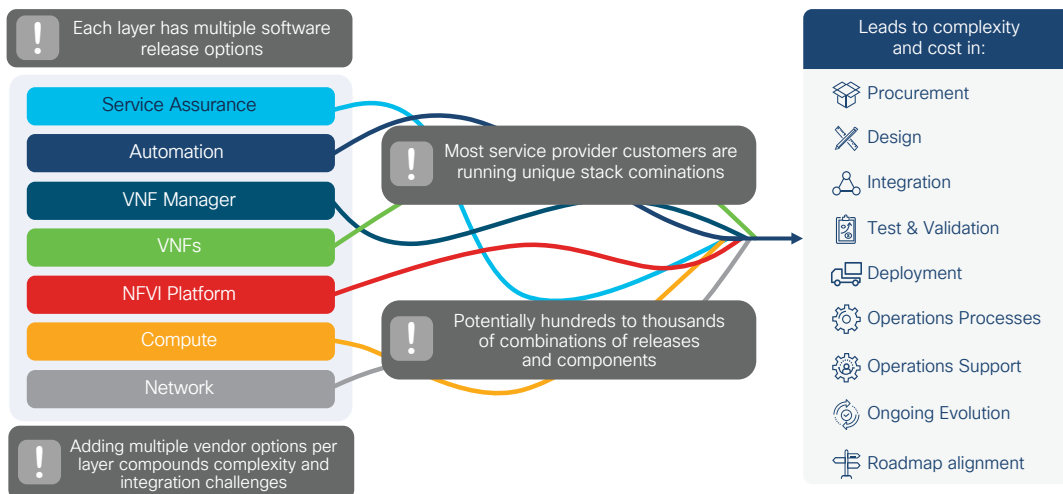 Each layer has multiple software
release options
Service Assurance
Automation
VNF Manager
VNFs
NFVI Platform
Compute
Network
Adding multiple vendor options per
layer compounds complexity and
integration challenges
Most service provider customers are
running unique stack cominations
Potentially hundreds to thousands
of combinations of releases
and components
Leads to complexity
and cost in:
Procurement
Design
Integration
Test & Validation
Deployment
Operations Processes
Operations Support
Ongoing Evolution
Roadmap alignment